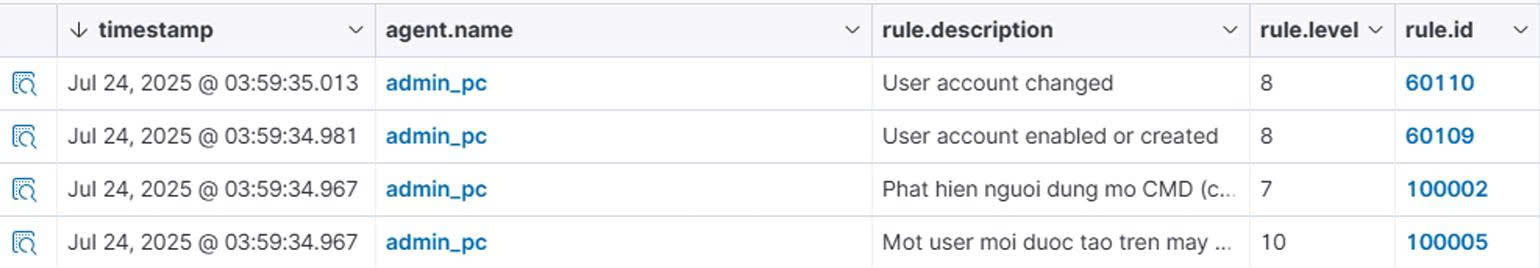 timestamp agent.name rule.description rule.level rule.id
Jul 24, 2025 @ 03:59:35.013 admin_pc User account changed 8 60110
Jul 24, 2025 @ 03:59:34.981 admin_pc User account enabled or created 8 60109
Jul 24, 2025 @ 03:59:34.967 admin_pc Phat hien nguoi dung mo CMD (c... 7 100002
Jul 24, 2025 @ 03:59:34.967 admin_pc Mot user moi duoc tao tren may ... 10 100005